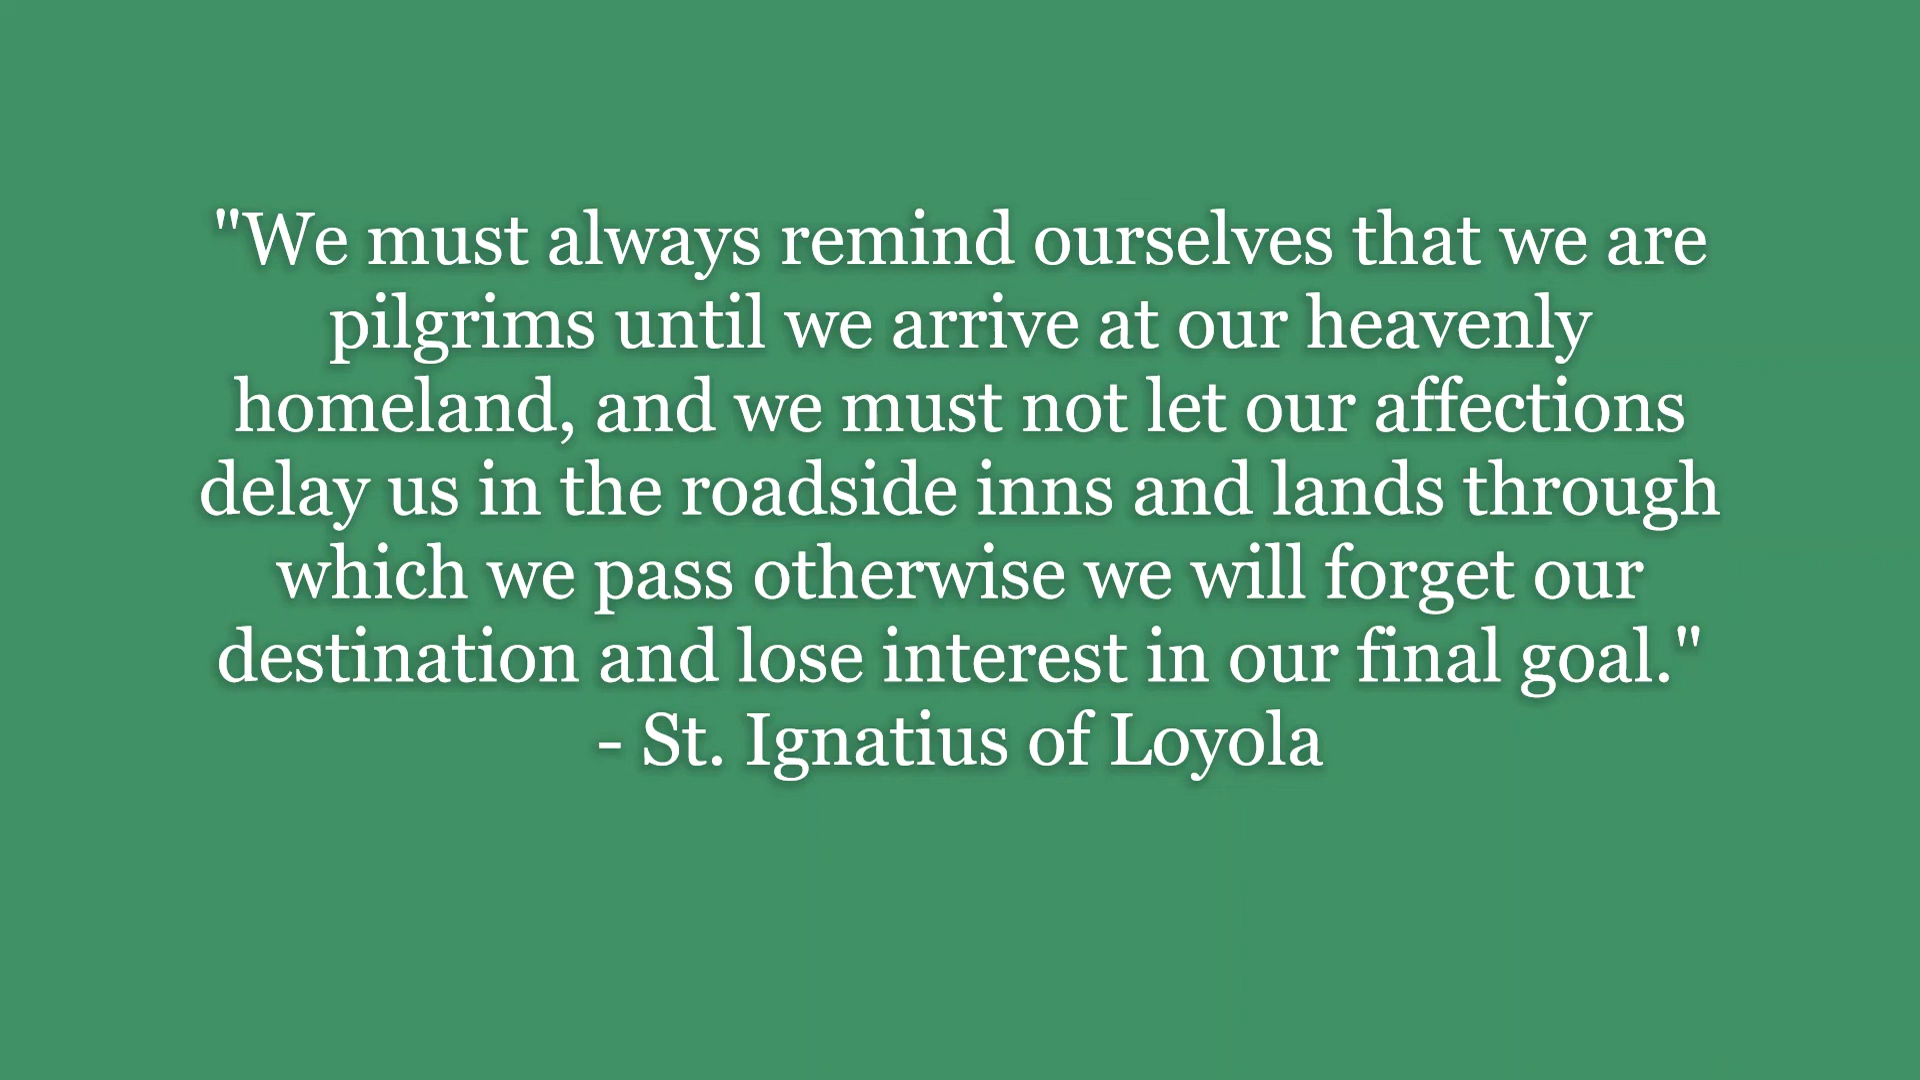 "We must always remind ourselves that we are
pilgrims until we arrive at our heavenly
homeland, and we must not let our affections
delay us in the roadside inns and lands through
which we pass otherwise we will forget our
destination and lose interest in our final goal."
- St. Ignatius of Loyola